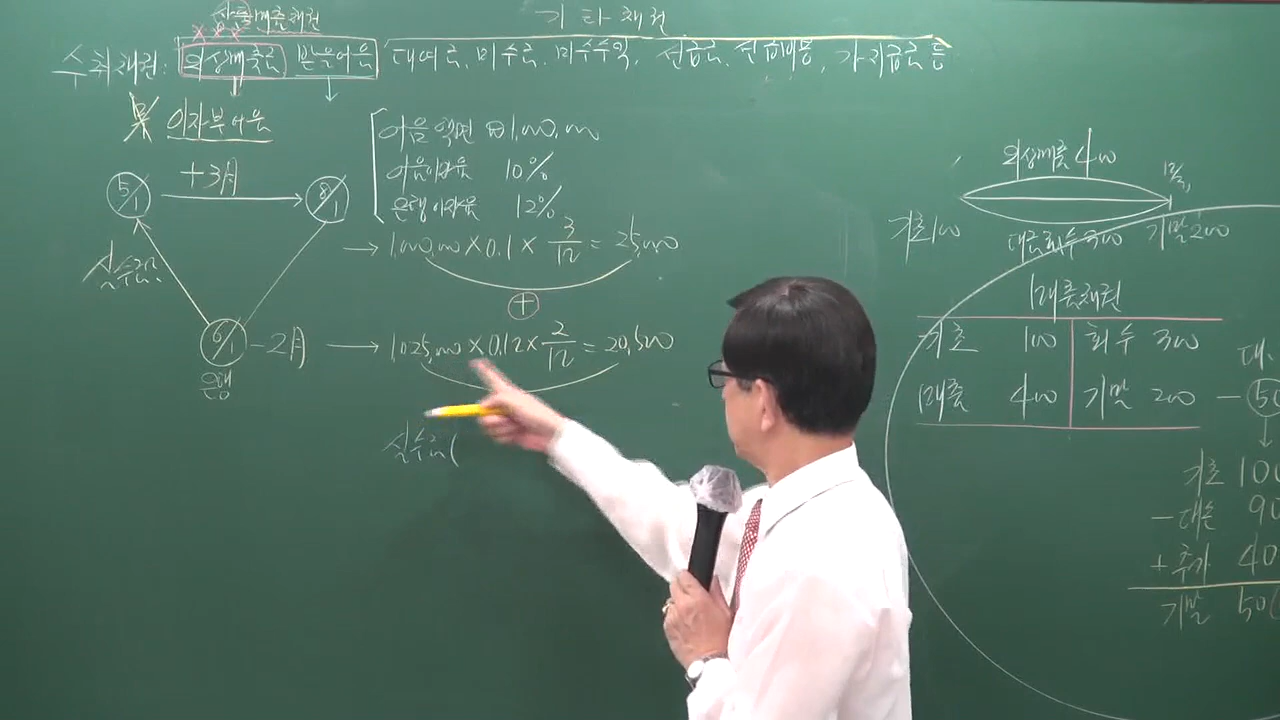 매출채권
기타채권
수취채권: 외상매출금 받을어음 대여금, 미수금, 미수수익, 선급금, 선급비용, 가지급금 등
이자부어음
5/1 +3月 8/1
실수금?
6/1 -2月
은행
어음액면 @1,000,000
어음이자율 10%
은행이자율 12%
→ 1,000,000 × 0.1 × 3/12 = 25,000
+
→ 1,025,000 × 0.12 × 2/12 = 20,500
실수금(
외상매출 400
기초 100
대금회수 300
기말 200
매출채권
기초 100 회수 300
매출 400 기말 200 -
기초 100
- 대손 90
+ 추가 40
기말 50